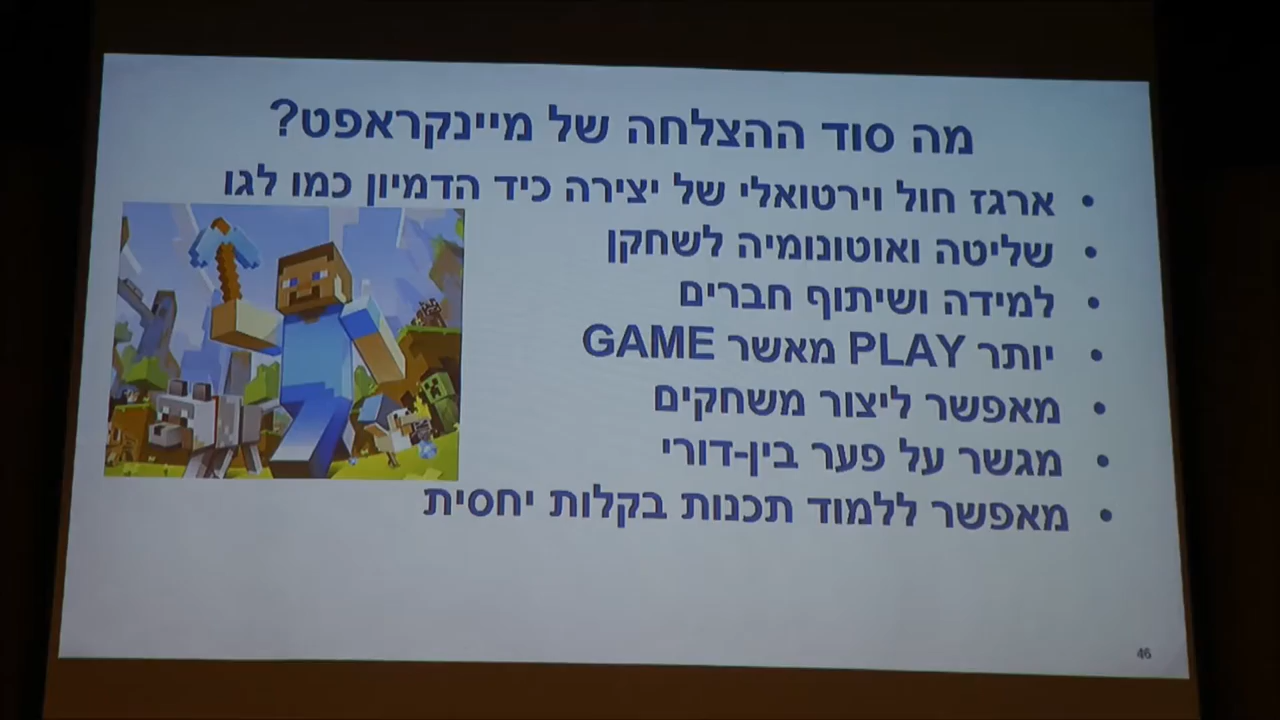 מה סוד ההצלחה של מיינקראפט?
• ארגז חול וירטואלי של יצירה כיד הדמיון כמו לגו
• שליטה ואוטונומיה לשחקן
• למידה ושיתוף חברים
• יותר PLAY מאשר GAME
• מאפשר ליצור משחקים
• מגשר על פער בין-דורי
• מאפשר ללמוד תכנות בקלות יחסית
46